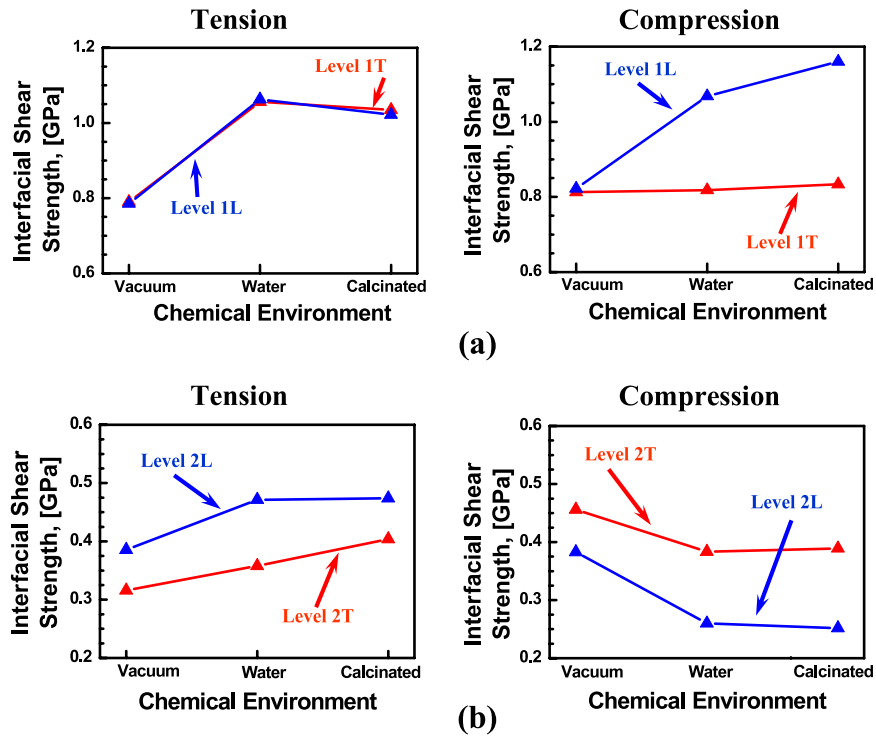 Tension
Interfacial Shear
Strength, [GPa]
1.2
1.0
0.8
0.6
Level 1T
Level 1L
Vacuum Water Calcinated
Chemical Environment
Compression
Interfacial Shear
Strength, [GPa]
1.2
1.0
0.8
0.6
Level 1L
Level 1T
Vacuum Water Calcinated
Chemical Environment
(a)
Tension
Interfacial Shear
Strength, [GPa]
0.6
0.5
0.4
0.3
0.2
Level 2L
Level 2T
Vacuum Water Calcinated
Chemical Environment
Compression
Interfacial Shear
Strength, [GPa]
0.6
0.5
0.4
0.3
0.2
Level 2T
Level 2L
Vacuum Water Calcinated
Chemical Environment
(b)